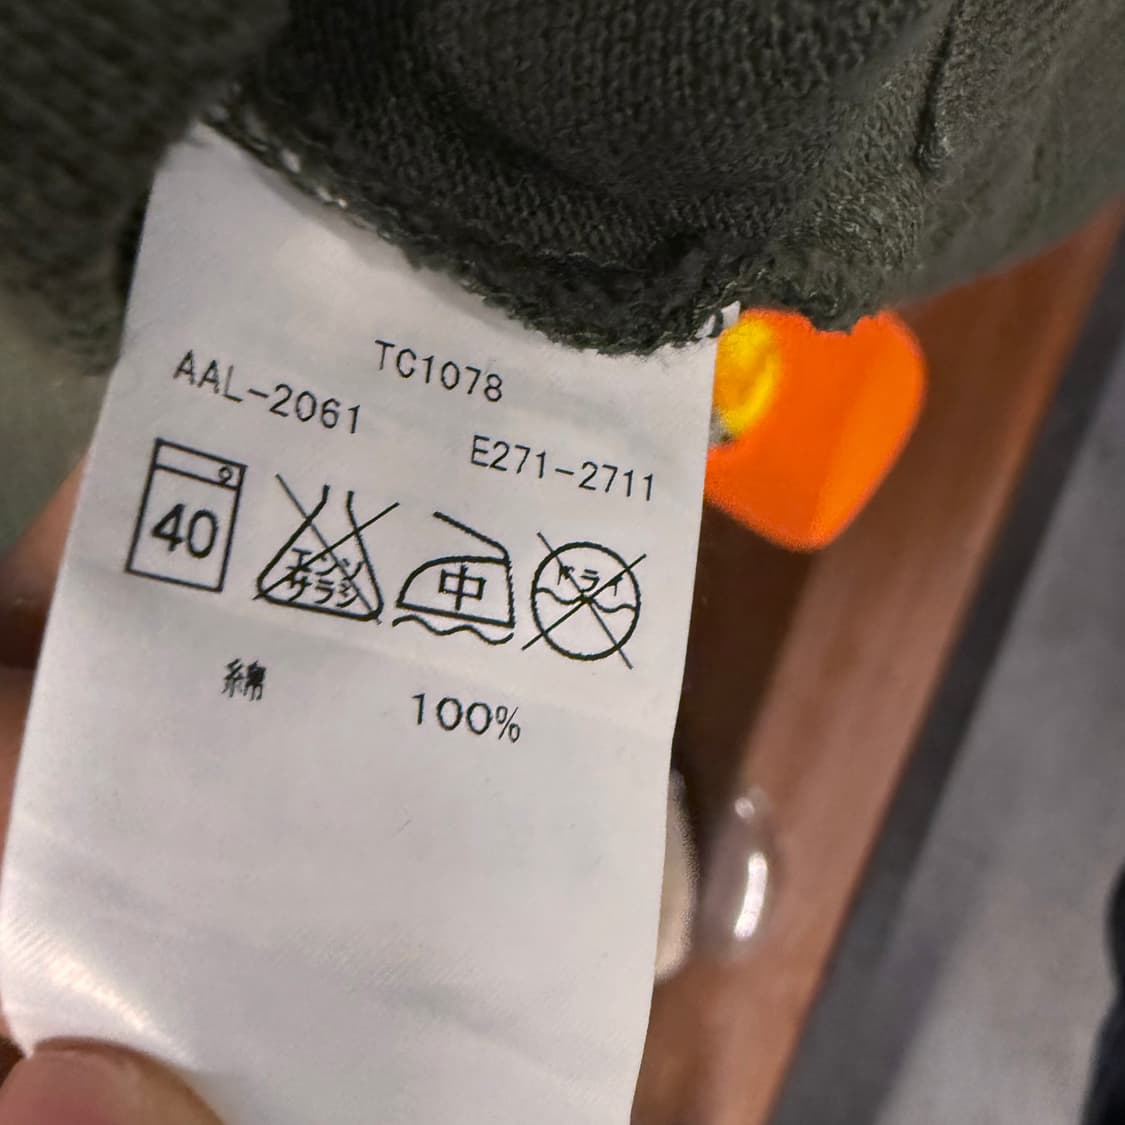 TC1078
AAL-2061
E271-2711
40
エンソ
サラシ
中
ドライ
綿 100%